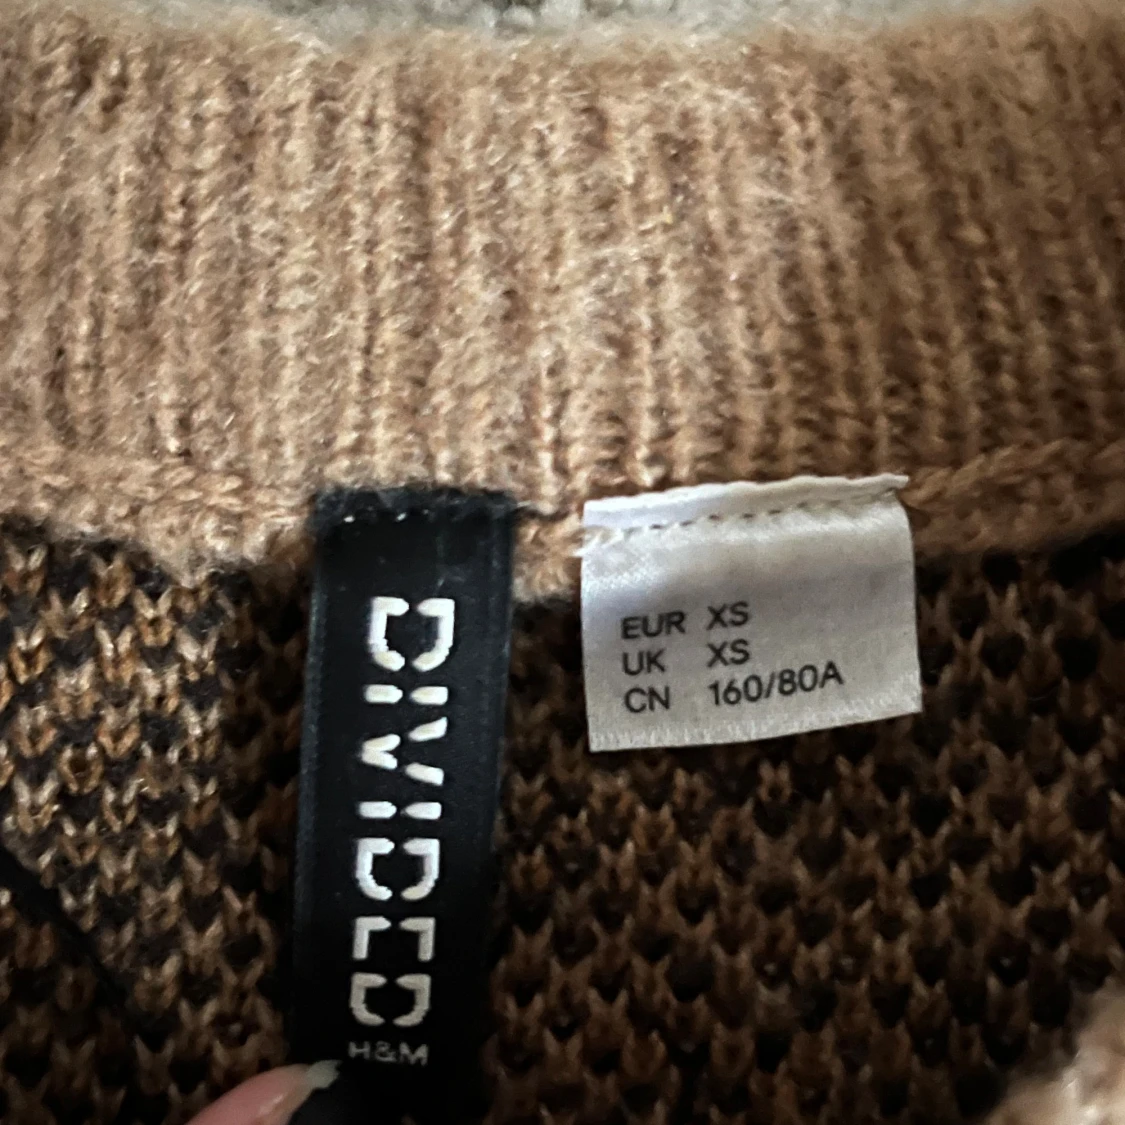 DIVIDED
H&M
EUR XS
UK XS
CN 160/80A